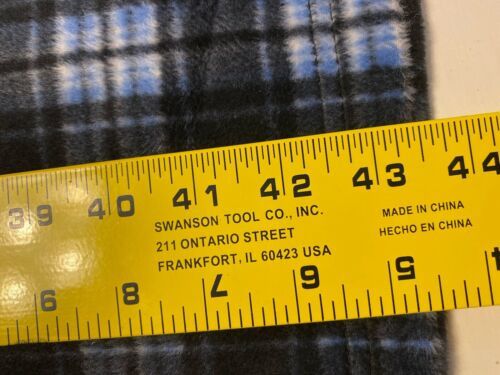 39 40 41 42 43 44
SWANSON TOOL CO., INC.
211 ONTARIO STREET
FRANKFORT, IL 60423 USA
MADE IN CHINA
HECHO EN CHINA
9 8 7 6 5